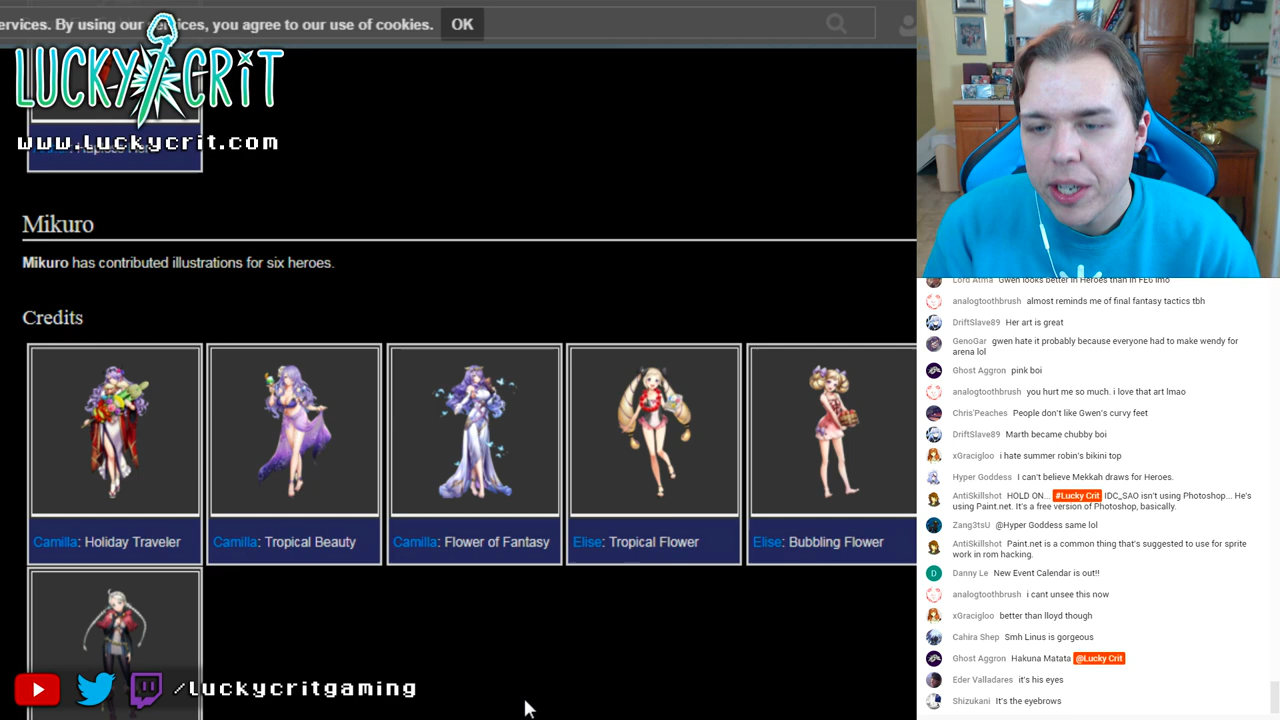 ervices. By using our services, you agree to our use of cookies.
OK
LUCKY CRIT
www.luckycrit.com
Mikuro
Mikuro has contributed illustrations for six heroes.
Credits
Camilla: Holiday Traveler
Camilla: Tropical Beauty
Camilla: Flower of Fantasy
Elise: Tropical Flower
Elise: Bubbling Flower
/luckycritgaming
Lord Atma Gwen looks better in Heroes than in FE6 lmo
analogtoothbrush almost reminds me of final fantasy tactics tbh
DriftSlave89 Her art is great
GenoGar gwen hate it probably because everyone had to make wendy for
arena lol
Ghost Aggron pink boi
analogtoothbrush you hurt me so much. i love that art lmao
Chris'Peaches People don't like Gwen's curvy feet
DriftSlave89 Marth became chubby boi
xGracigloo i hate summer robin's bikini top
Hyper Goddess I can't believe Mekkah draws for Heroes.
AntiSkillshot HOLD ON... #Lucky Crit IDC_SAO isn't using Photoshop... He's
using Paint.net. It's a free version of Photoshop, basically.
Zang3tsU @Hyper Goddess same lol
AntiSkillshot Paint.net is a common thing that's suggested to use for sprite
work in rom hacking.
D
Danny Le New Event Calendar is out!!
analogtoothbrush i cant unsee this now
xGracigloo better than lloyd though
Cahira Shep Smh Linus is gorgeous
Ghost Aggron Hakuna Matata @Lucky Crit
Eder Valladares it's his eyes
Shizukani It's the eyebrows